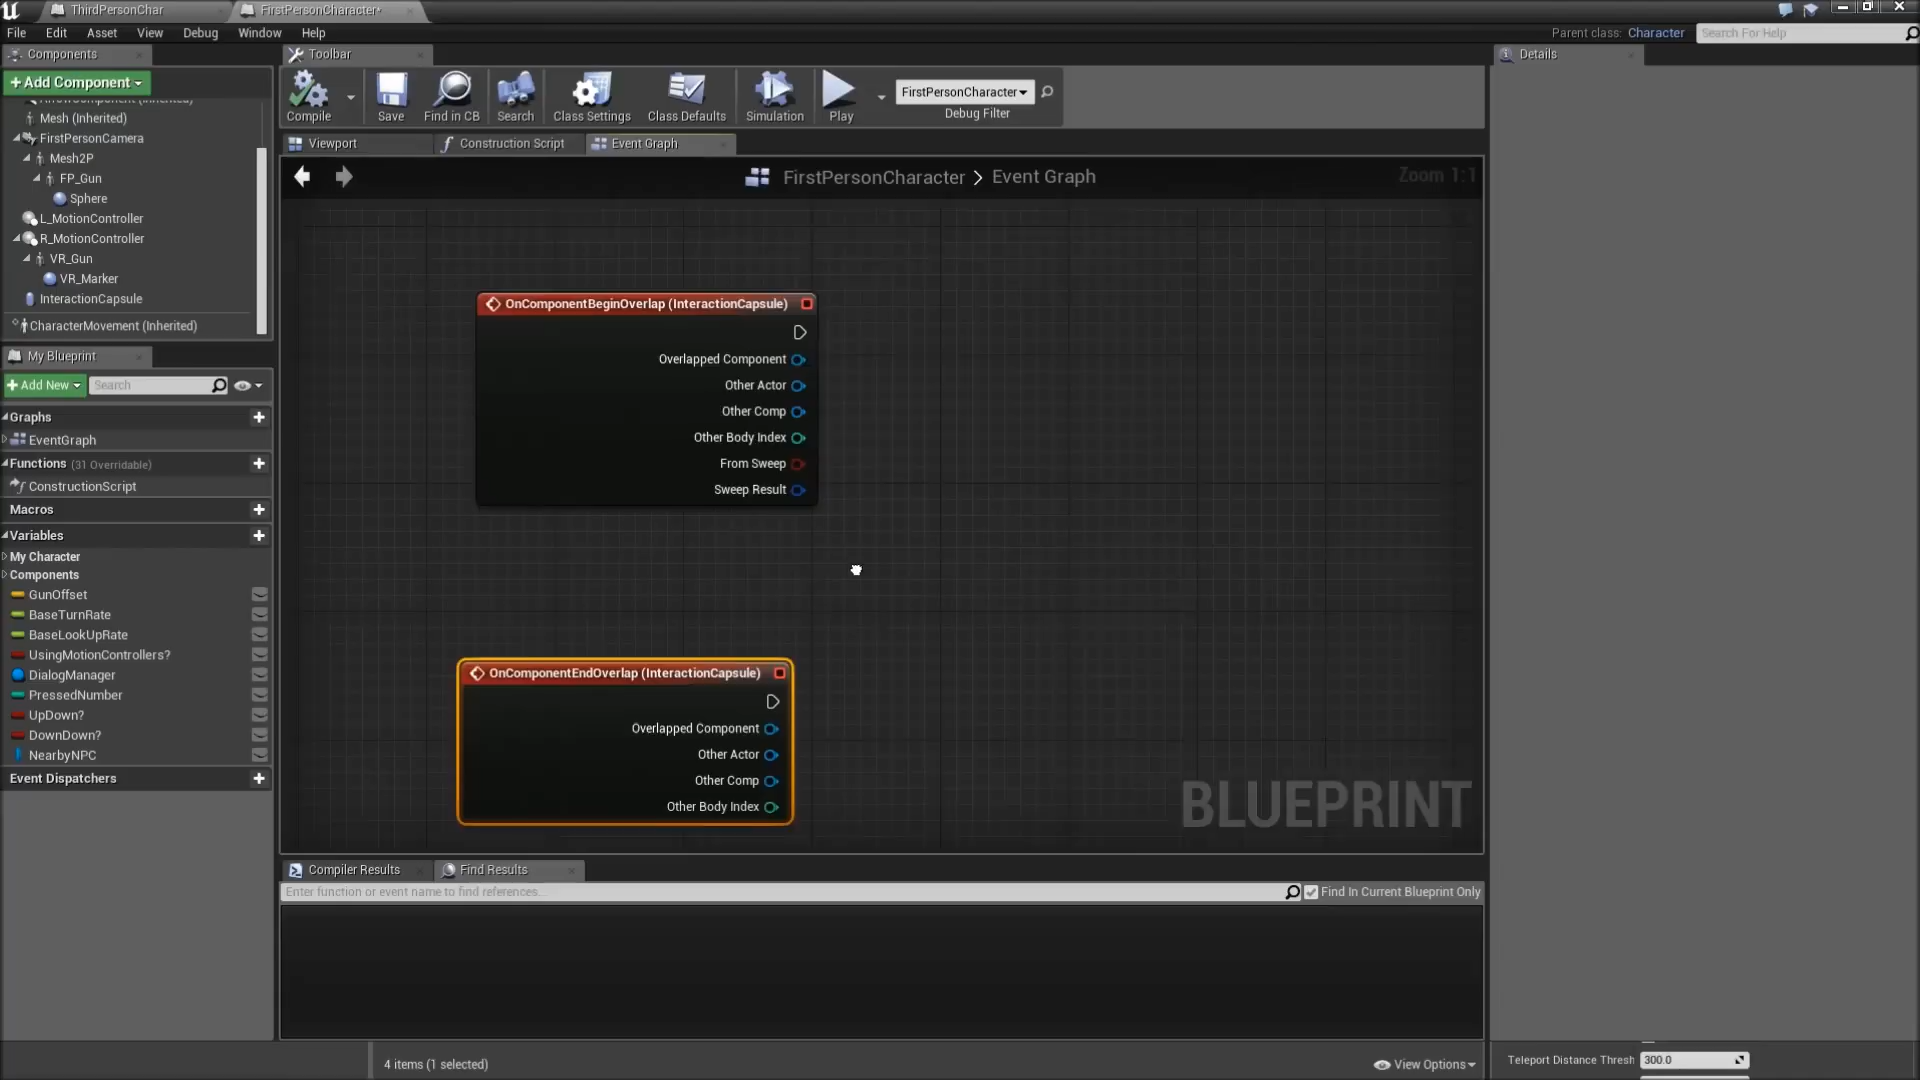 ThirdPersonChar
FirstPersonCharacter*
File Edit Asset View Debug Window Help
Parent class: Character
Search For Help
Components
Toolbar
Details
+Add Component
Mesh (Inherited)
FirstPersonCamera
Mesh2P
FP_Gun
Sphere
L_MotionController
R_MotionController
VR_Gun
VR_Marker
InteractionCapsule
CharacterMovement (Inherited)
Compile
Save
Find in CB
Search
Class Settings
Class Defaults
Simulation
Play
FirstPersonCharacter
Debug Filter
Viewport
Construction Script
Event Graph
FirstPersonCharacter > Event Graph
Zoom 1:1
My Blueprint
+Add New
Search
Graphs
EventGraph
Functions (31 Overridable)
ConstructionScript
Macros
Variables
My Character
Components
GunOffset
BaseTurnRate
BaseLookUpRate
UsingMotionControllers?
DialogManager
PressedNumber
UpDown?
DownDown?
NearbyNPC
Event Dispatchers
OnComponentBeginOverlap (InteractionCapsule)
Overlapped Component
Other Actor
Other Comp
Other Body Index
From Sweep
Sweep Result
OnComponentEndOverlap (InteractionCapsule)
Overlapped Component
Other Actor
Other Comp
Other Body Index
BLUEPRINT
Compiler Results
Find Results
Enter function or event name to find references...
Find In Current Blueprint Only
4 items (1 selected)
View Options
Teleport Distance Thresh
300.0